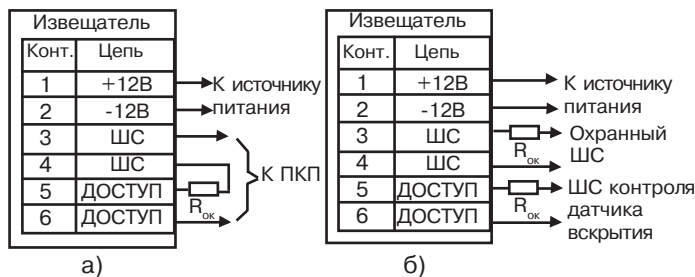 Извещатель
Конт. Цепь
1 +12В К источнику
2 -12В питания
3 ШС
4 ШС К ПКП
5 ДОСТУП
Rок
6 ДОСТУП
а)
Извещатель
Конт. Цепь
1 +12В К источнику
2 -12В питания
3 ШС Охранный
Rок ШС
4 ШС
5 ДОСТУП ШС контроля
Rок датчика
6 ДОСТУП вскрытия
б)